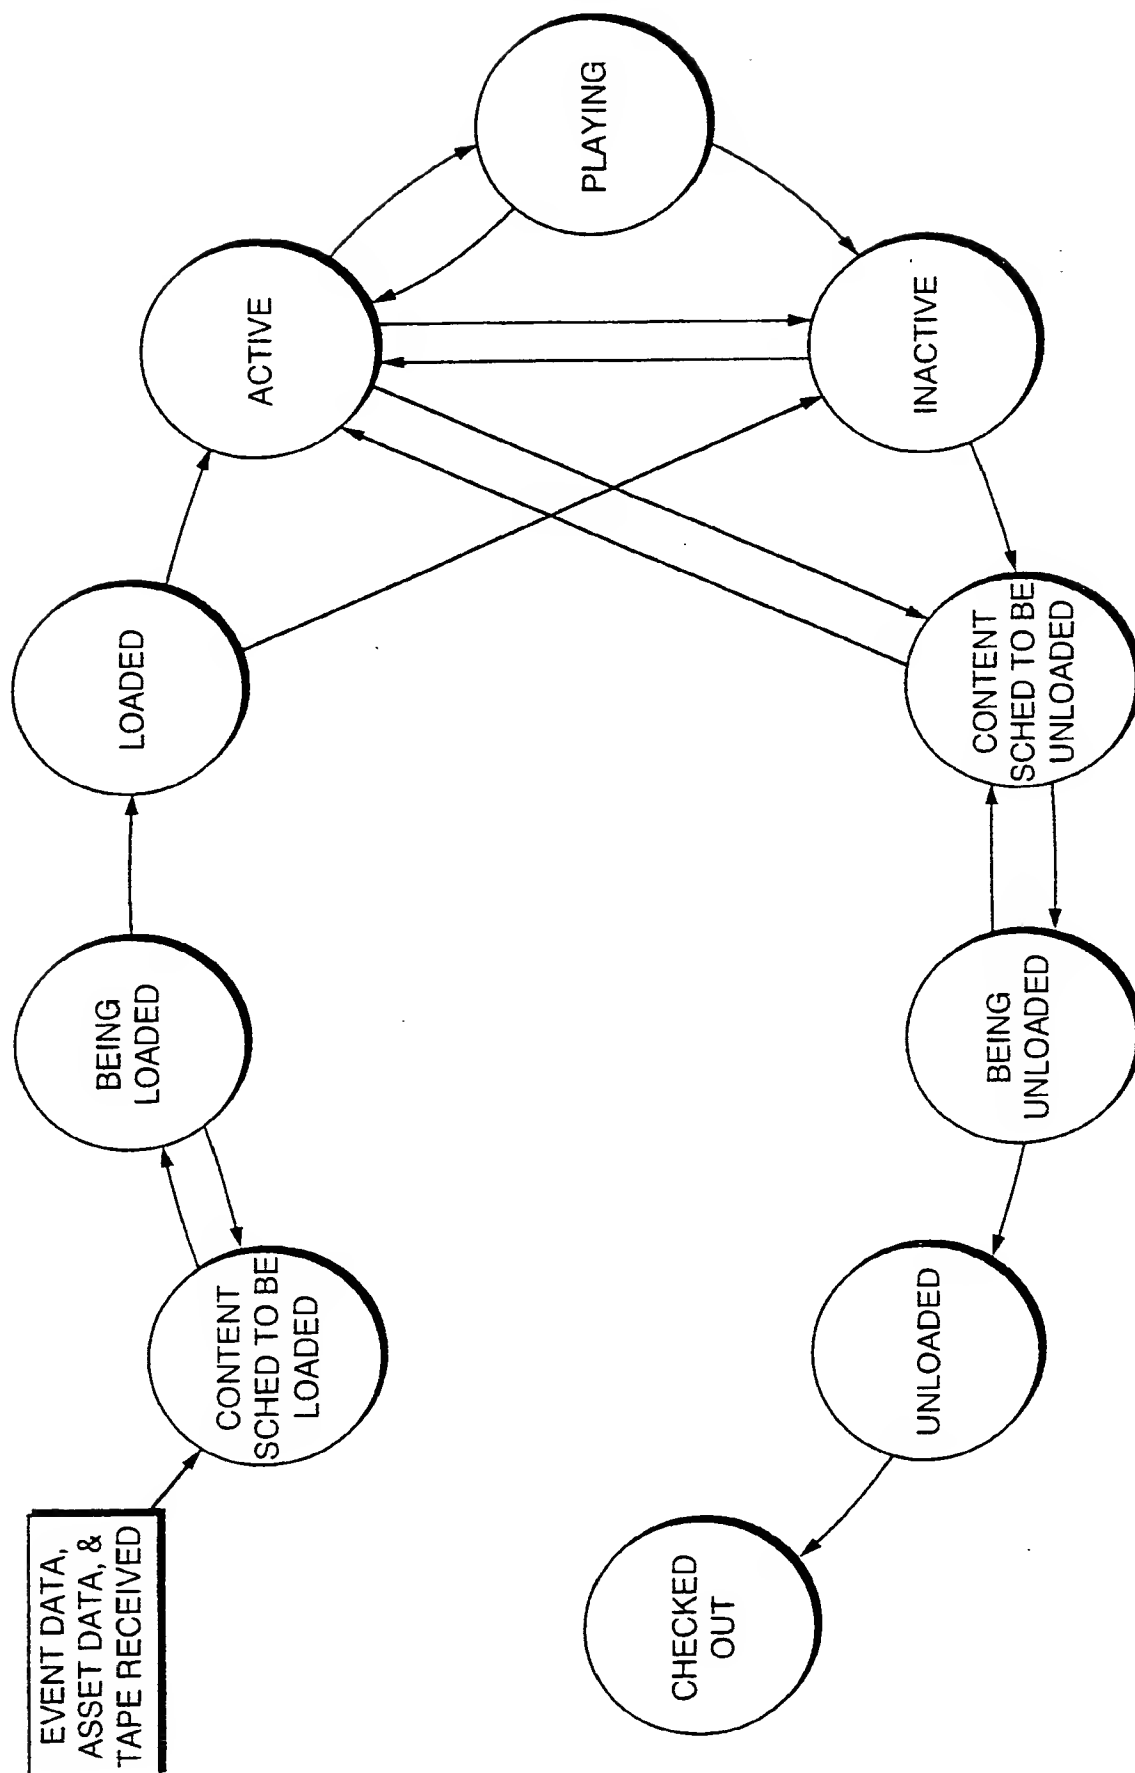 EVENT DATA,
ASSET DATA, &
TAPE RECEIVED
CONTENT
SCHED TO BE
LOADED
BEING
LOADED
LOADED
ACTIVE
PLAYING
INACTIVE
CONTENT
SCHED TO BE
UNLOADED
BEING
UNLOADED
UNLOADED
CHECKED
OUT